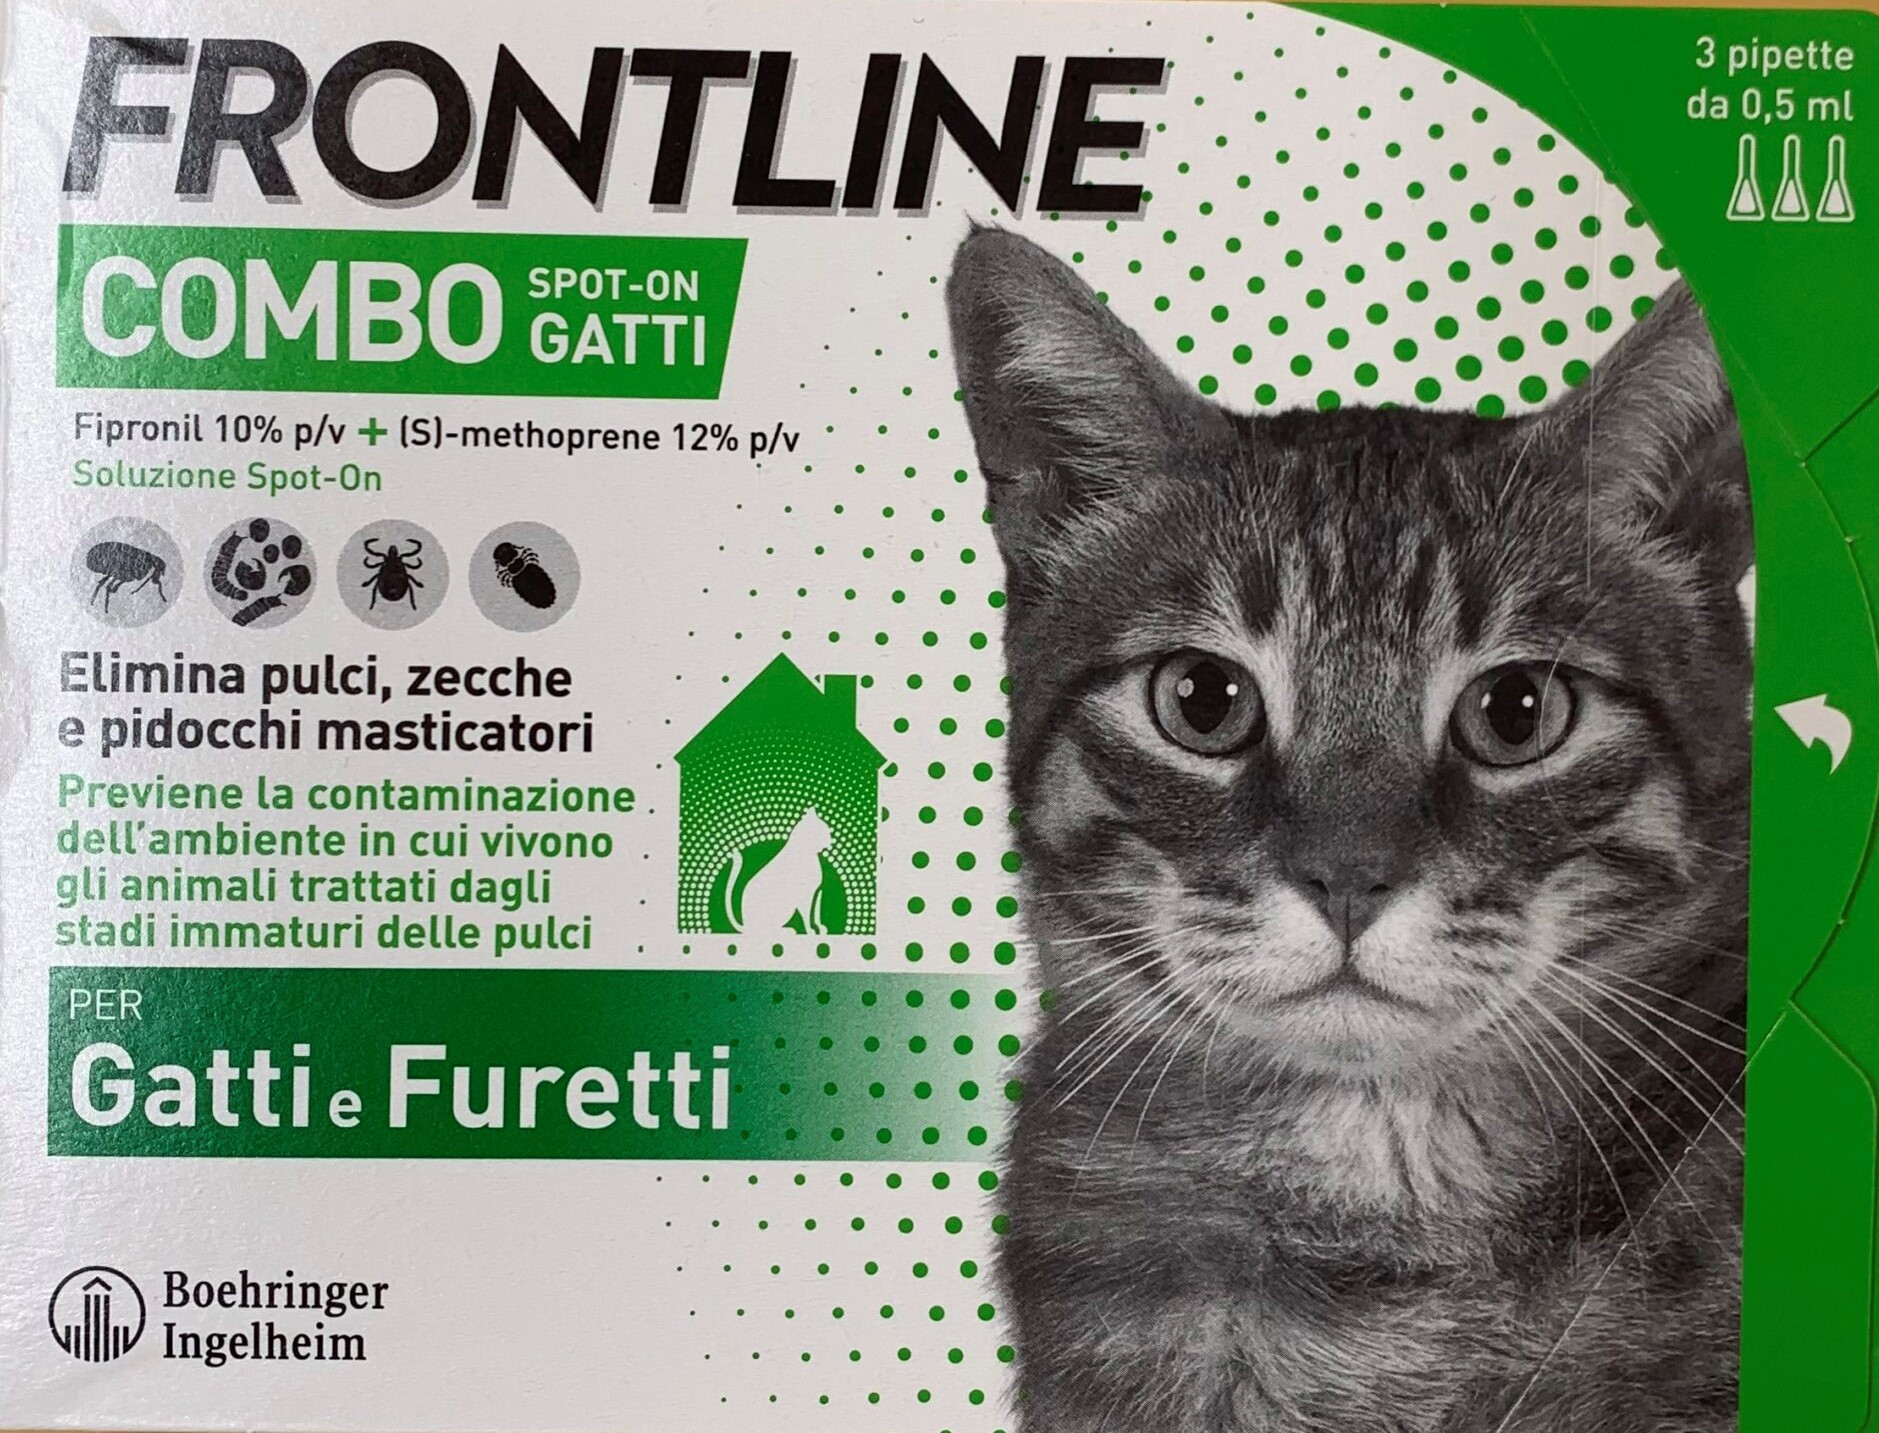 FRONTLINE
3 pipette
da 0,5 ml
COMBO SPOT-ON
GATTI
Fipronil 10% p/v + (S)-methoprene 12% p/v
Soluzione Spot-On
Elimina pulci, zecche
e pidocchi masticatori
Previene la contaminazione
dell'ambiente in cui vivono
gli animali trattati dagli
stadi immaturi delle pulci
PER
Gatti e Furetti
Boehringer
Ingelheim